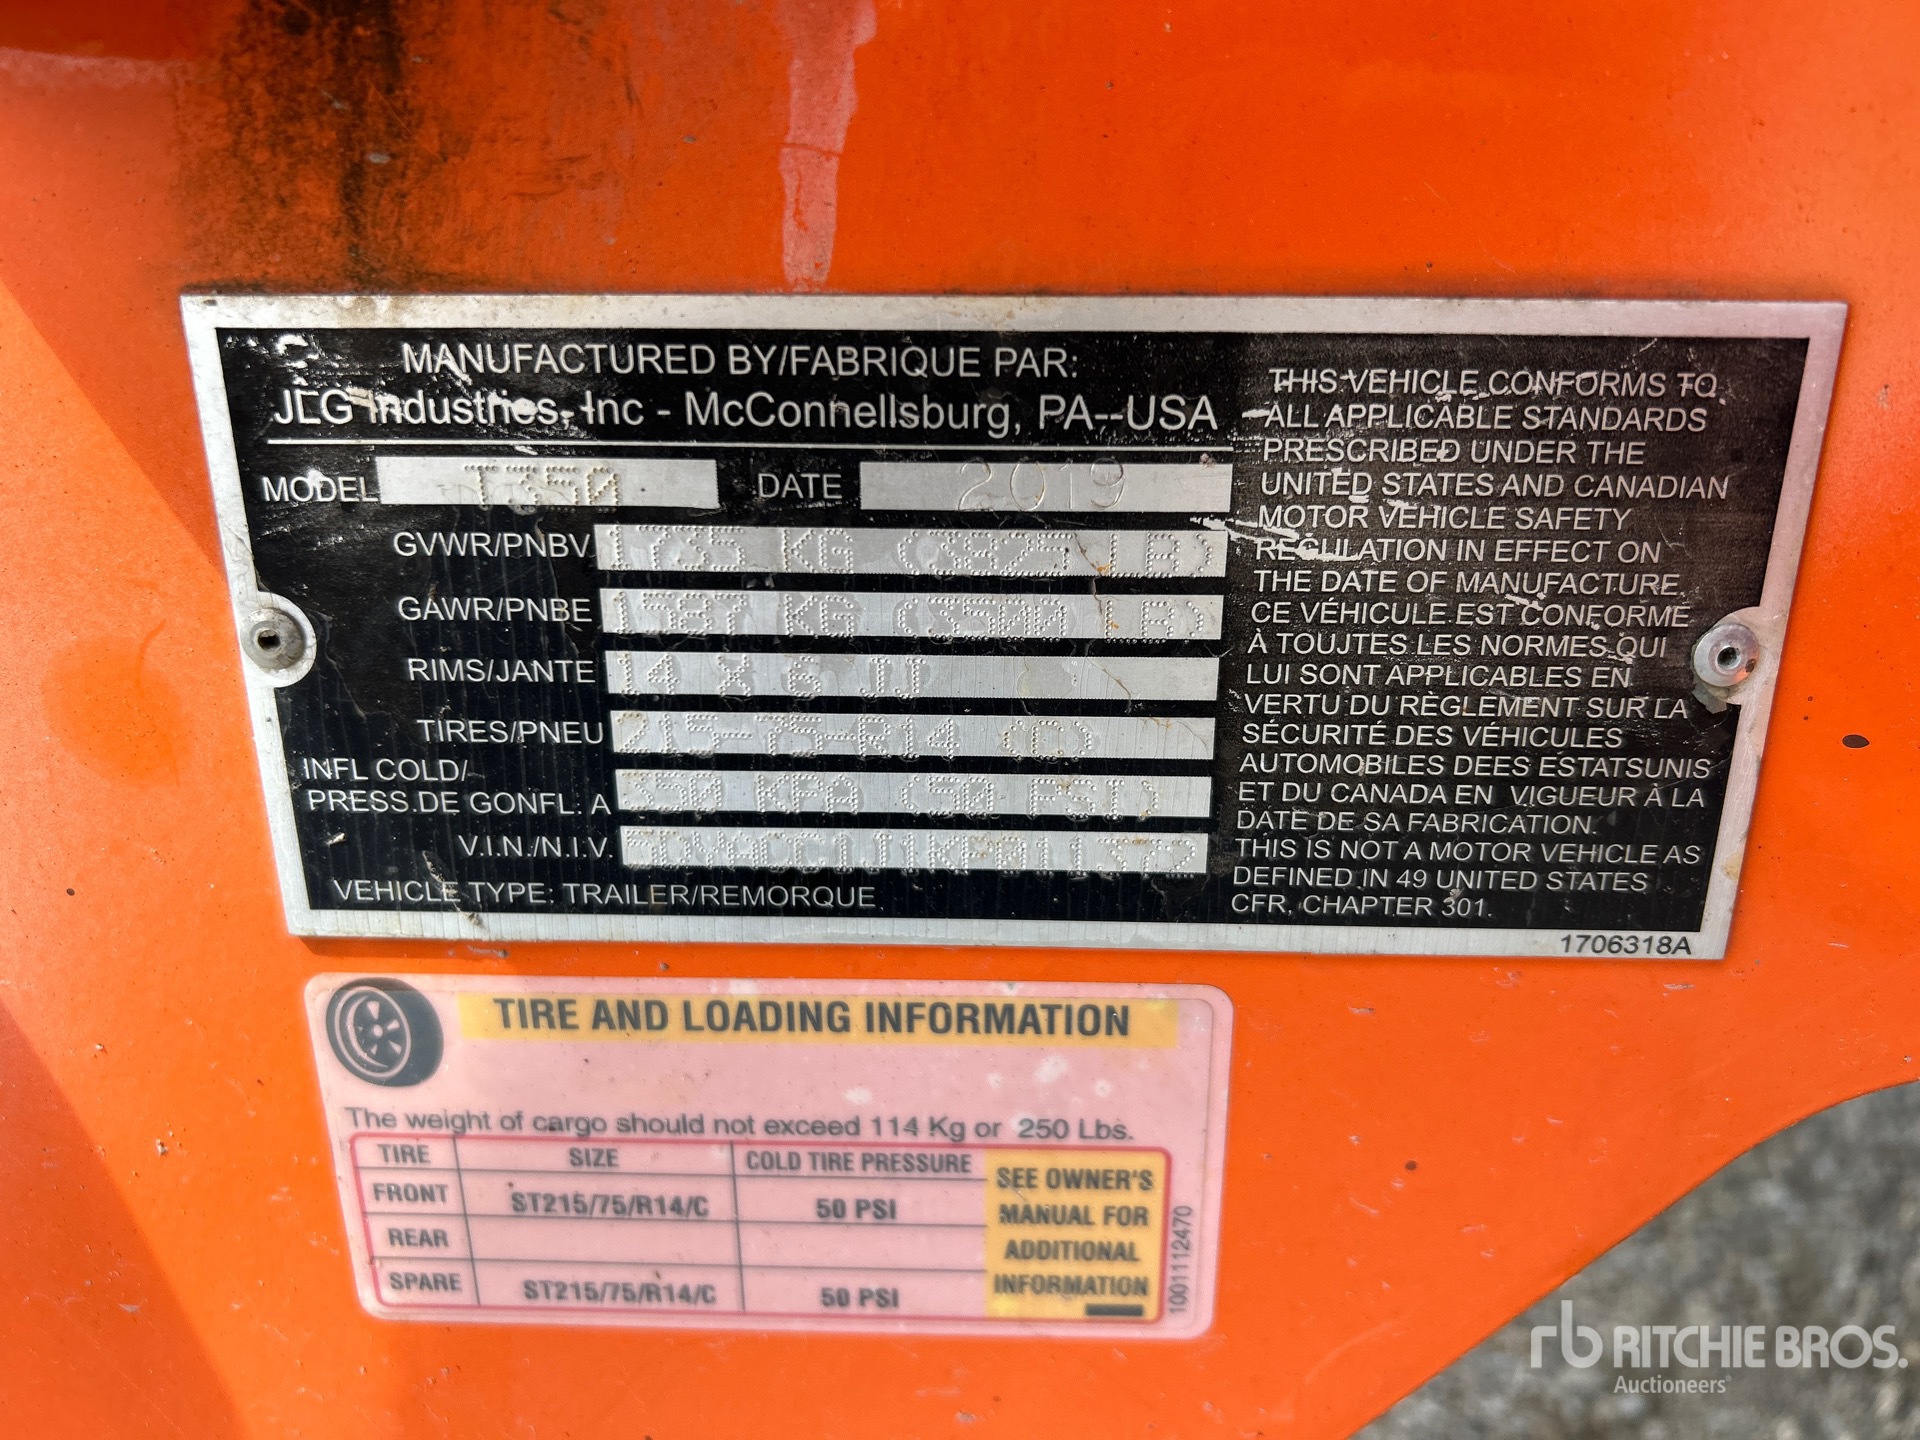 MANUFACTURED BY/FABRIQUE PAR:
JLG Industries, Inc - McConnellsburg, PA--USA
MODEL T350 DATE 2019
GVWR/PNBV 1735 KG (3825 LB)
GAWR/PNBE 1587 KG (3500 LB)
RIMS/JANTE 14 X 6 JJ
TIRES/PNEU 215-75-R14 (C)
INFL COLD/
PRESS.DE GONFL. A 350 KPA (50 PSI)
V.I.N./N.I.V.
VEHICLE TYPE: TRAILER/REMORQUE
THIS VEHICLE CONFORMS TO
ALL APPLICABLE STANDARDS
PRESCRIBED UNDER THE
UNITED STATES AND CANADIAN
MOTOR VEHICLE SAFETY
REGULATION IN EFFECT ON
THE DATE OF MANUFACTURE.
CE VÉHICULE EST CONFORME
À TOUJTES LES NORMES QUI
LUI SONT APPLICABLES EN
VERTU DU RÈGLEMENT SUR LA
SÉCURITÉ DES VÉHICULES
AUTOMOBILES DEES ESTATSUNIS
ET DU CANADA EN VIGUEUR À LA
DATE DE SA FABRICATION.
THIS IS NOT A MOTOR VEHICLE AS
DEFINED IN 49 UNITED STATES
CFR, CHAPTER 301.
1706318A
TIRE AND LOADING INFORMATION
The weight of cargo should not exceed 114 Kg or 250 Lbs.
TIRE SIZE COLD TIRE PRESSURE
FRONT ST215/75/R14/C 50 PSI
REAR
SPARE ST215/75/R14/C 50 PSI
SEE OWNER'S
MANUAL FOR
ADDITIONAL
INFORMATION
1001112470
rb RITCHIE BROS.
Auctioneers